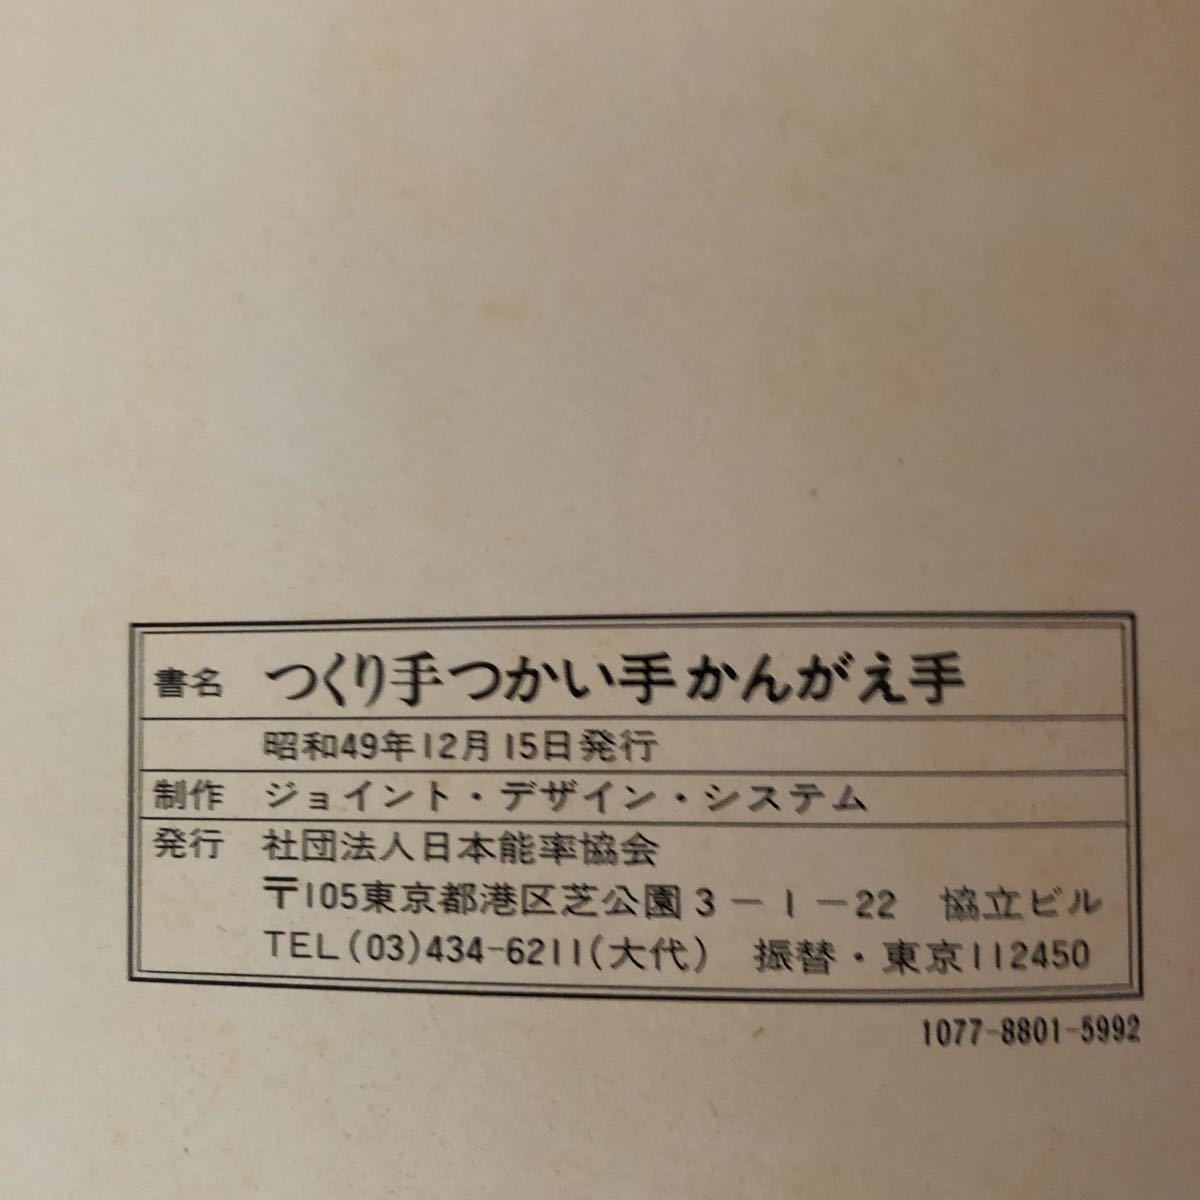 書名 つくり手つかい手かんがえ手
昭和49年12月15日発行
制作 ジョイント・デザイン・システム
発行 社団法人日本能率協会
〒105東京都港区芝公園3-1-22 協立ビル
TEL(03)434-6211(大代) 振替・東京112450
1077-8801-5992